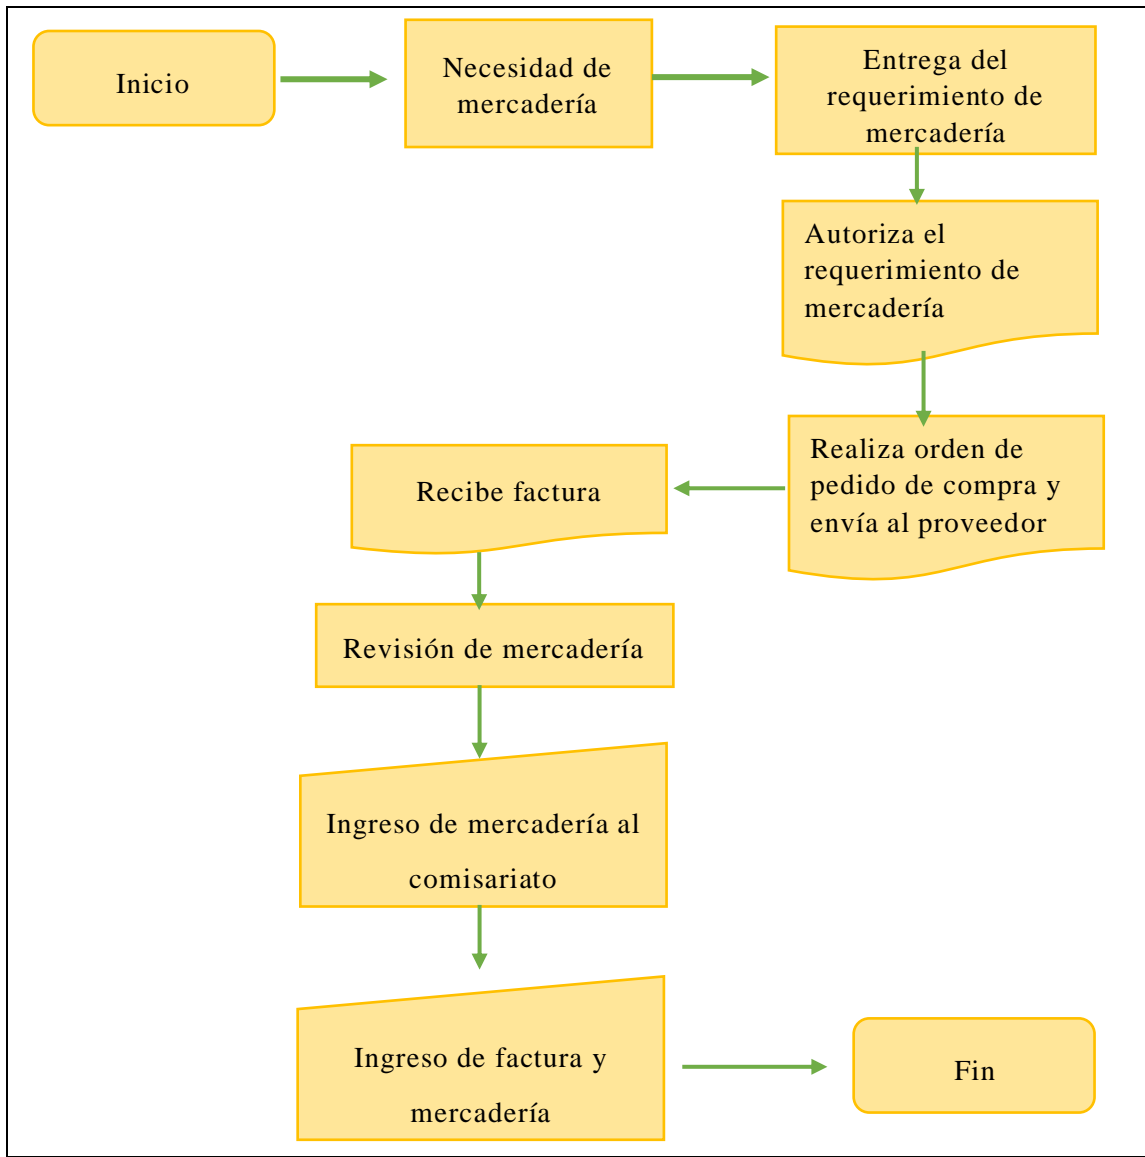 Inicio
Necesidad de
mercadería
Entrega del
requerimiento de
mercadería
Autoriza el
requerimiento de
mercadería
Realiza orden de
pedido de compra y
envía al proveedor
Recibe factura
Revisión de mercadería
Ingreso de mercadería al
comisariato
Ingreso de factura y
mercadería
Fin